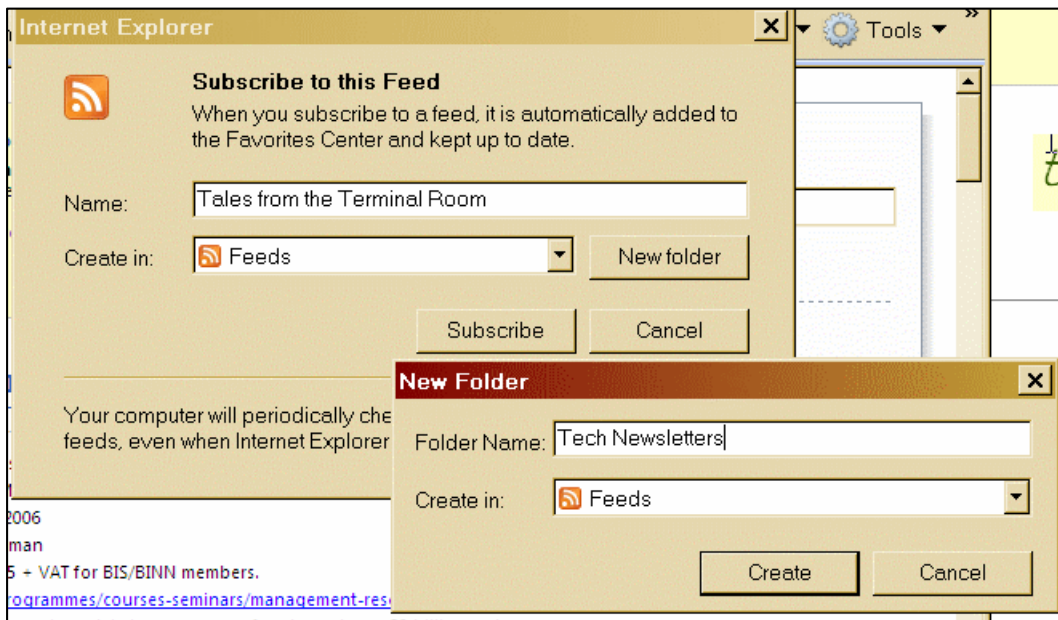 Internet Explorer
Tools
»
Subscribe to this Feed
When you subscribe to a feed, it is automatically added to
the Favorites Center and kept up to date.
Name: Tales from the Terminal Room
Create in: Feeds New folder
Subscribe Cancel
Your computer will periodically che
feeds, even when Internet Explorer
New Folder
Folder Name: Tech Newsletters
Create in: Feeds
Create Cancel
2006
man
5 + VAT for BIS/BINN members.
rogrammes/courses-seminars/management-res